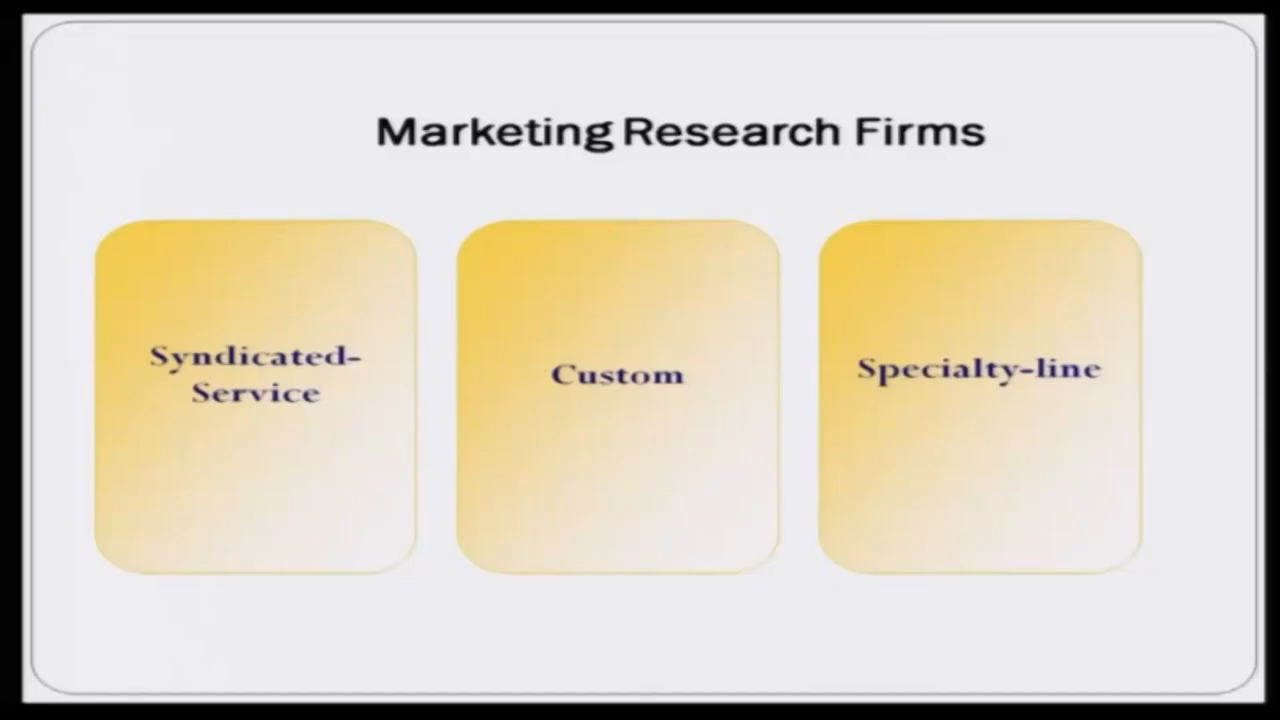 Marketing Research Firms
Syndicated-
Service
Custom
Specialty-line